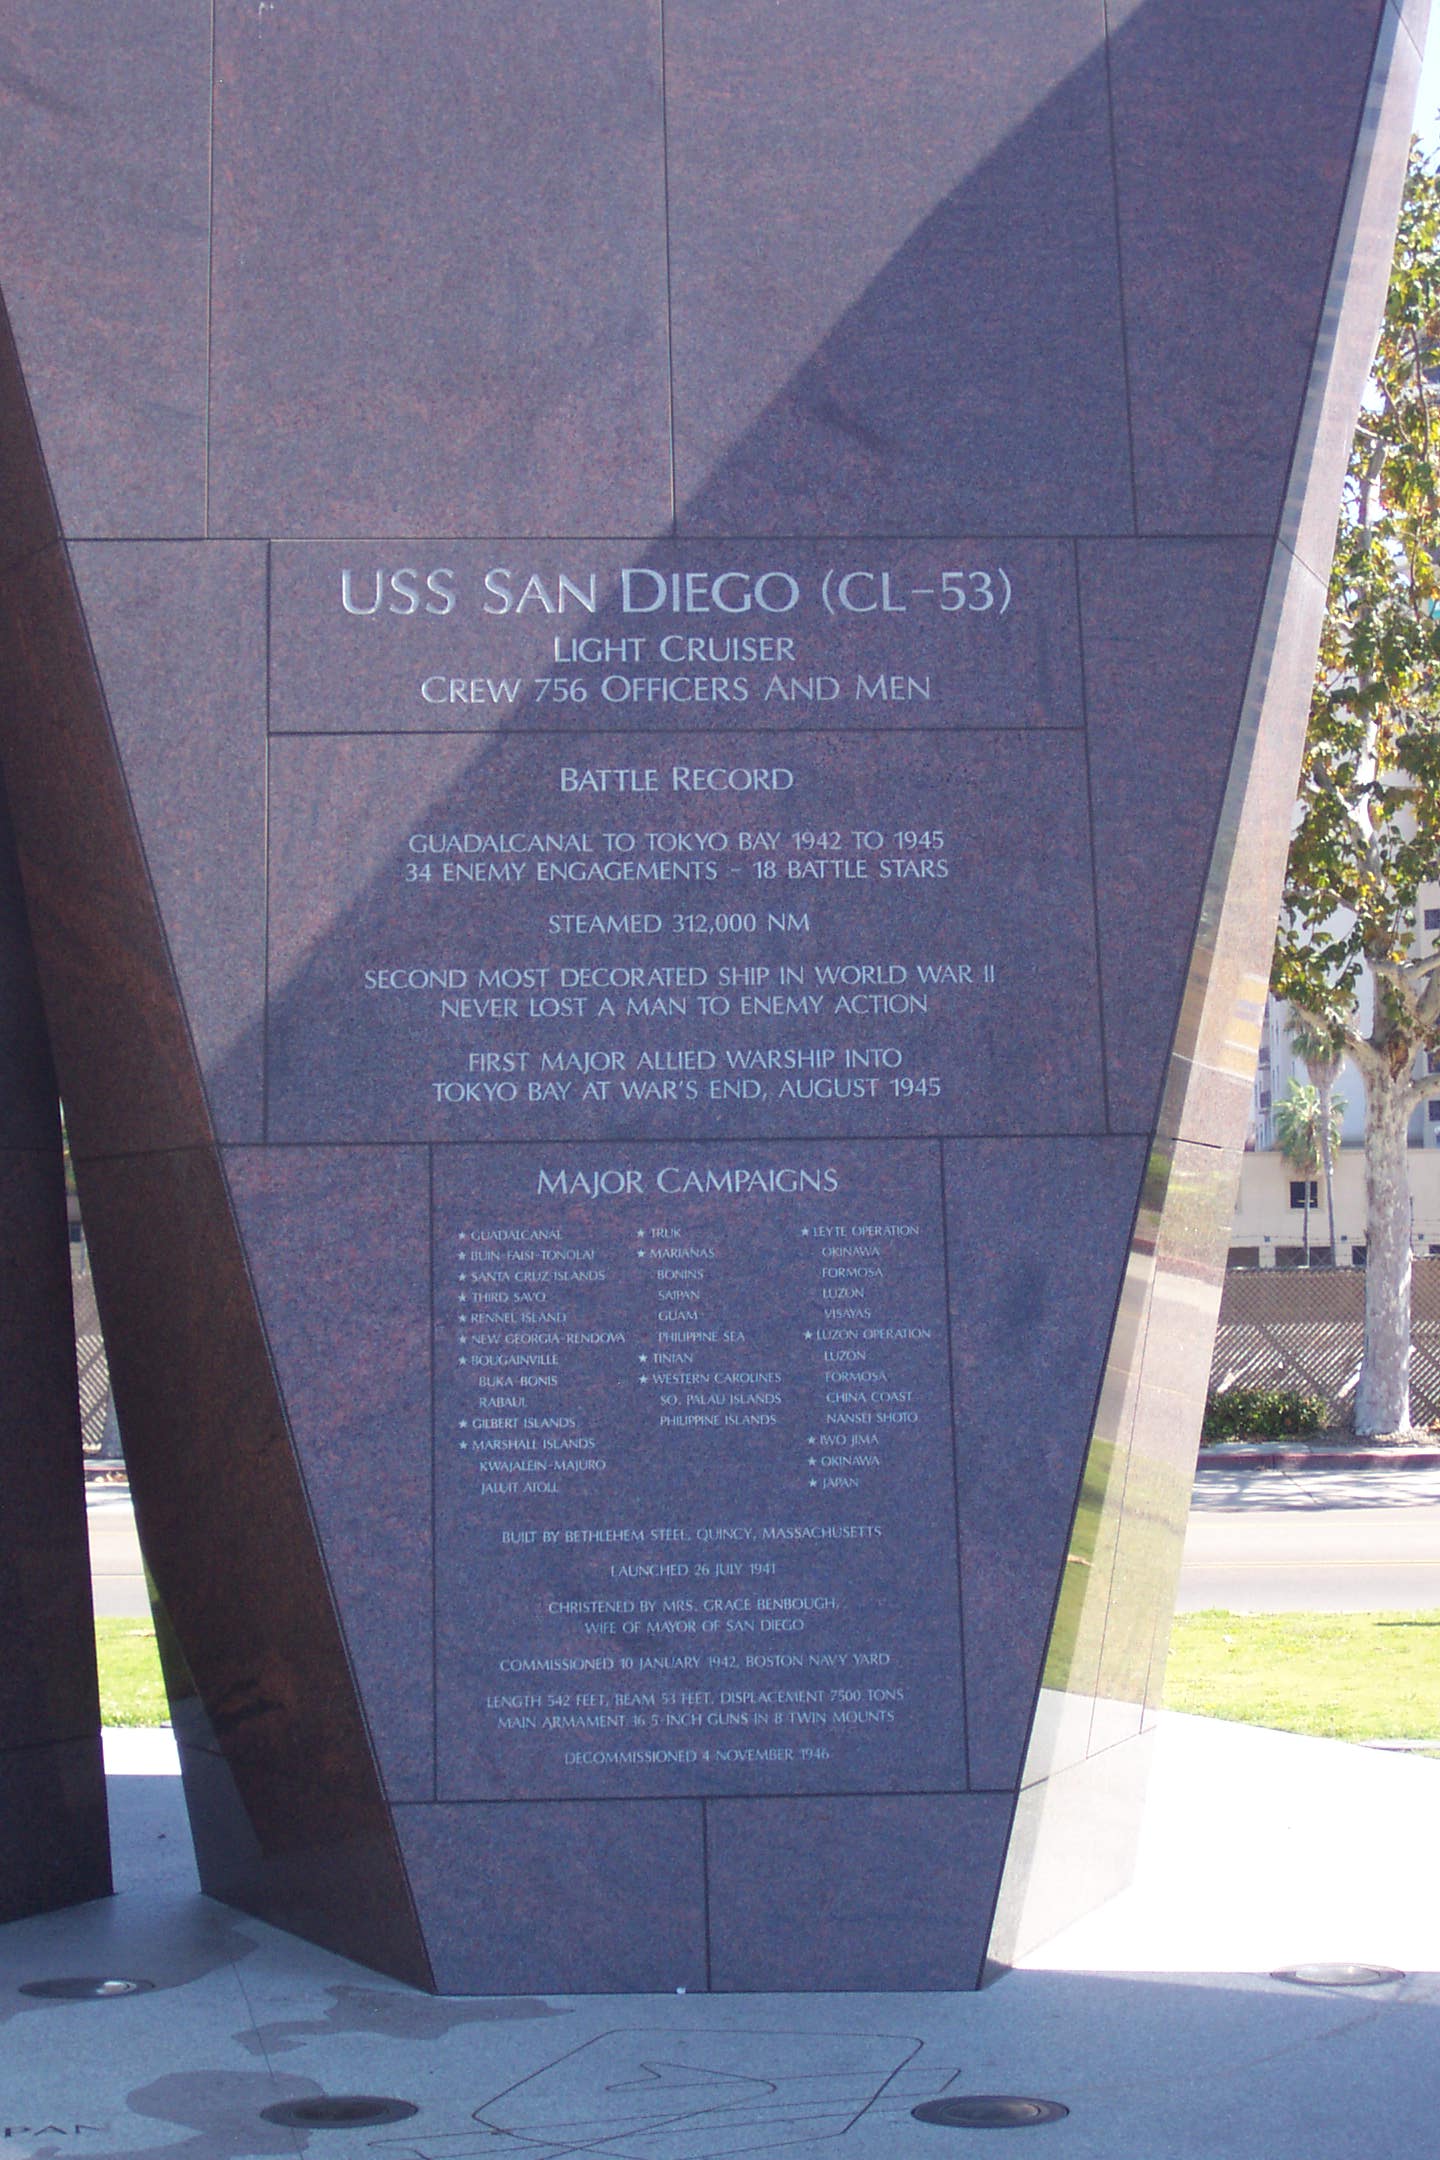 USS SAN DIEGO (CL-53)
LIGHT CRUISER
CREW 756 OFFICERS AND MEN
BATTLE RECORD
GUADALCANAL TO TOKYO BAY 1942 TO 1945
34 ENEMY ENGAGEMENTS - 18 BATTLE STARS
STEAMED 312,000 NM
SECOND MOST DECORATED SHIP IN WORLD WAR II
NEVER LOST A MAN TO ENEMY ACTION
FIRST MAJOR ALLIED WARSHIP INTO
TOKYO BAY AT WAR'S END, AUGUST 1945
MAJOR CAMPAIGNS
★ GUADALCANAL
★ BUIN-FAISI-TONOLAI
★ SANTA CRUZ ISLANDS
★ THIRD SAVO
★ RENNEL ISLAND
★ NEW GEORGIA-RENDOVA
★ BOUGAINVILLE
BUKA-BONIS
RABAUL
★ GILBERT ISLANDS
★ MARSHALL ISLANDS
KWAJALEIN-MAJURO
JALUIT ATOLL
★ TRUK
★ MARIANAS
BONINS
SAIPAN
GUAM
PHILIPPINE SEA
★ TINIAN
★ WESTERN CAROLINES
SO. PALAU ISLANDS
PHILIPPINE ISLANDS
★ LEYTE OPERATION
OKINAWA
FORMOSA
LUZON
VISAYAS
★ LUZON OPERATION
LUZON
FORMOSA
CHINA COAST
NANSEI SHOTO
★ IWO JIMA
★ OKINAWA
★ JAPAN
BUILT BY BETHLEHEM STEEL, QUINCY, MASSACHUSETTS
LAUNCHED 26 JULY 1941
CHRISTENED BY MRS. GRACE BENBOUGH,
WIFE OF MAYOR OF SAN DIEGO
COMMISSIONED 10 JANUARY 1942, BOSTON NAVY YARD
LENGTH 542 FEET, BEAM 53 FEET, DISPLACEMENT 7500 TONS
MAIN ARMAMENT 16 5-INCH GUNS IN 8 TWIN MOUNTS
DECOMMISSIONED 4 NOVEMBER 1946
PAN